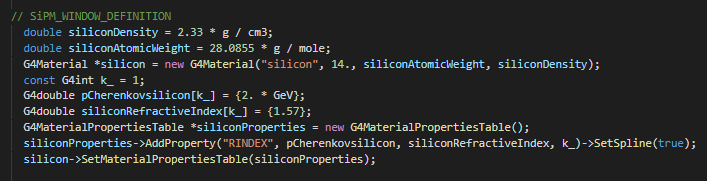 // SiPM_WINDOW_DEFINITION
double siliconDensity = 2.33 * g / cm3;
double siliconAtomicWeight = 28.0855 * g / mole;
G4Material *silicon = new G4Material("silicon", 14., siliconAtomicWeight, siliconDensity);
const G4int k_ = 1;
G4double pCherenkovsilicon[k_] = {2. * GeV};
G4double siliconRefractiveIndex[k_] = {1.57};
G4MaterialPropertiesTable *siliconProperties = new G4MaterialPropertiesTable();
siliconProperties->AddProperty("RINDEX", pCherenkovsilicon, siliconRefractiveIndex, k_)->SetSpline(true);
silicon->SetMaterialPropertiesTable(siliconProperties);